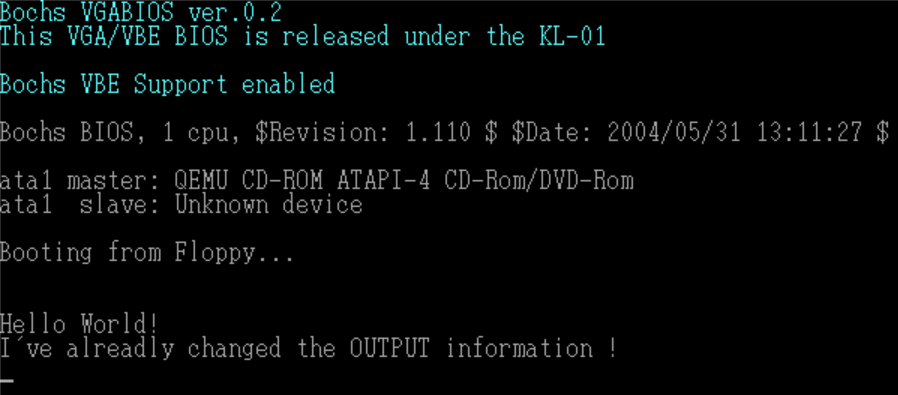 Bochs VGABIOS ver.0.2
This VGA/VBE BIOS is released under the KL-01
Bochs VBE Support enabled
Bochs BIOS, 1 cpu, $Revision: 1.110 $ $Date: 2004/05/31 13:11:27 $
ata1 master: QEMU CD-ROM ATAPI-4 CD-Rom/DVD-Rom
ata1  slave: Unknown device
Booting from Floppy...
Hello World!
I´ve alreadly changed the OUTPUT information !